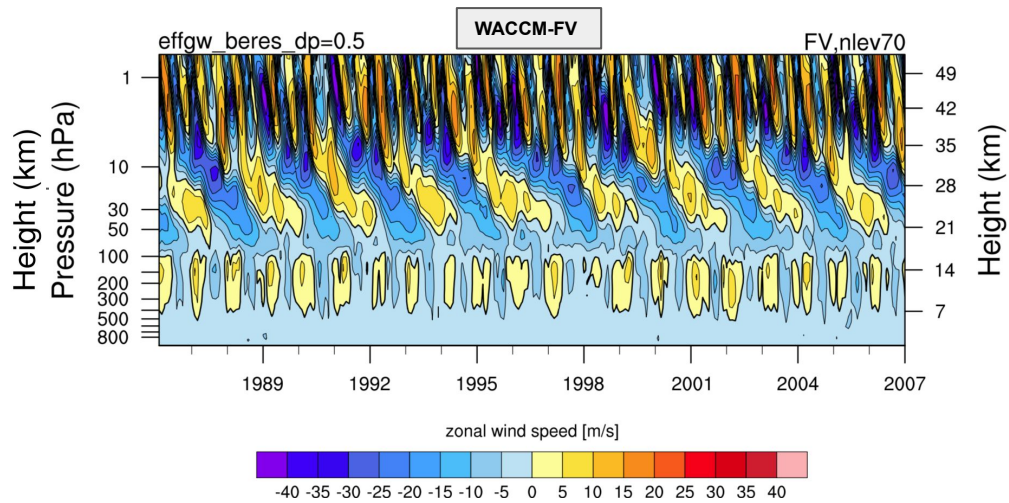 WACCM-FV
effgw_beres_dp=0.5
FV,nlev70
Height (km)
Pressure (hPa)
1
10
30
50
100
200
300
500
800
49
42
35
28
21
14
7
Height (km)
1989 1992 1995 1998 2001 2004 2007
zonal wind speed [m/s]
-40 -35 -30 -25 -20 -15 -10 -5 0 5 10 15 20 25 30 35 40